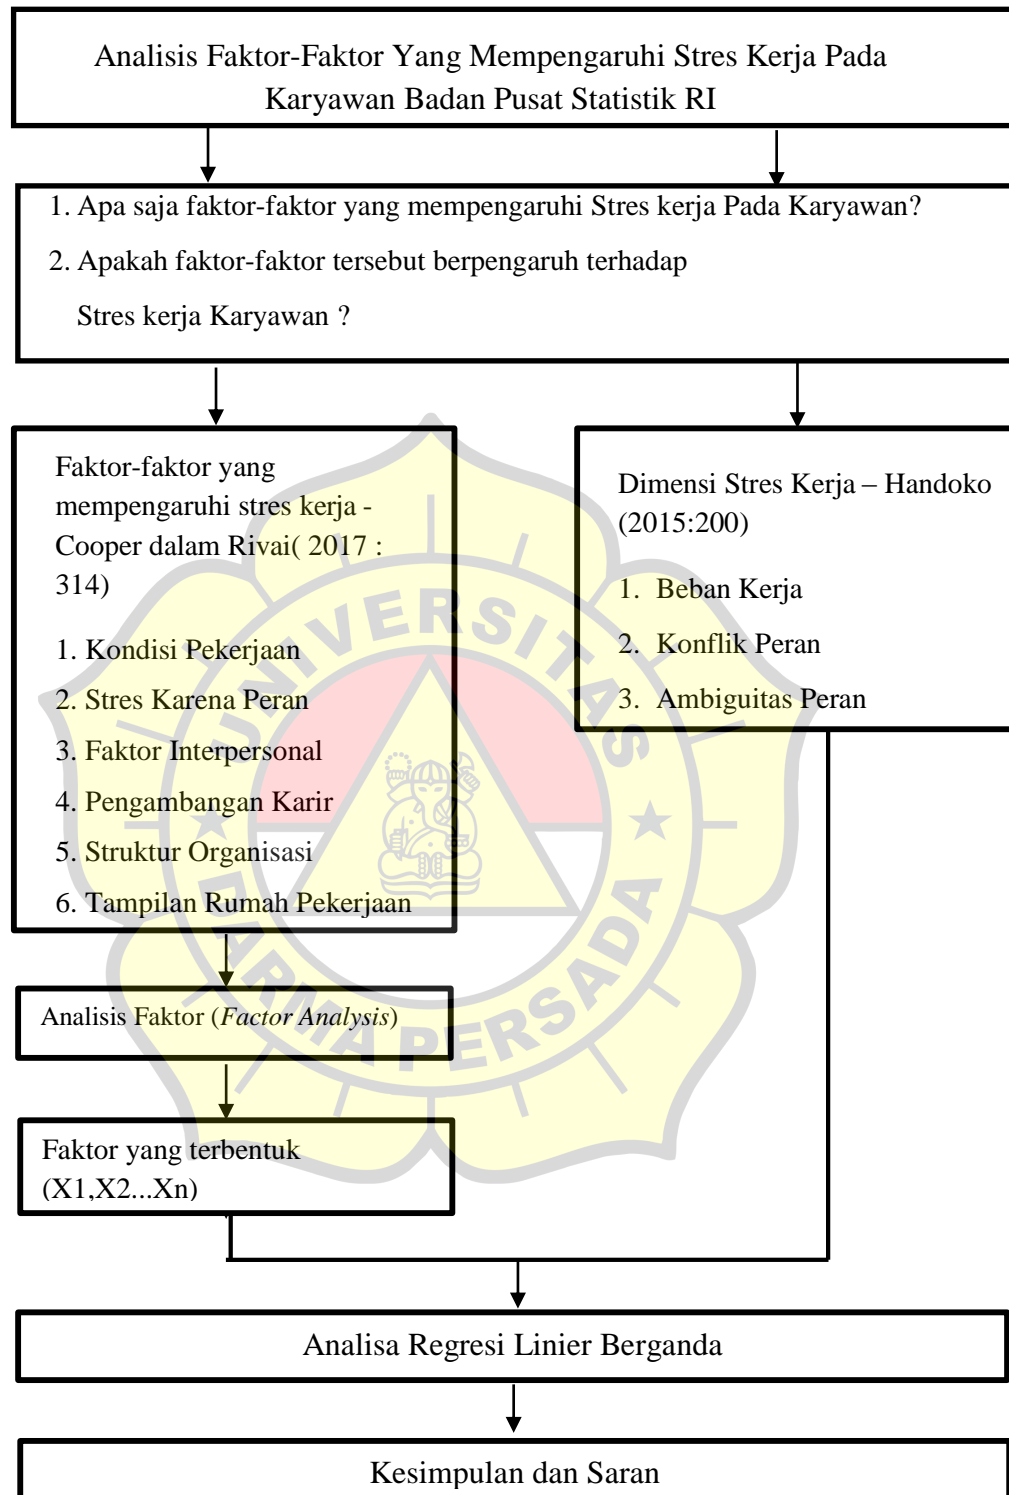 Analisis Faktor-Faktor Yang Mempengaruhi Stres Kerja Pada
Karyawan Badan Pusat Statistik RI
1. Apa saja faktor-faktor yang mempengaruhi Stres kerja Pada Karyawan?
2. Apakah faktor-faktor tersebut berpengaruh terhadap
Stres kerja Karyawan ?
Faktor-faktor yang
mempengaruhi stres kerja -
Cooper dalam Rivai( 2017 :
314)
1. Kondisi Pekerjaan
2. Stres Karena Peran
3. Faktor Interpersonal
4. Pengambangan Karir
5. Struktur Organisasi
6. Tampilan Rumah Pekerjaan
Dimensi Stres Kerja – Handoko
(2015:200)
1. Beban Kerja
2. Konflik Peran
3. Ambiguitas Peran
Analisis Faktor (Factor Analysis)
Faktor yang terbentuk
(X1,X2...Xn)
Analisa Regresi Linier Berganda
Kesimpulan dan Saran
UNIVERSITAS
DARMA PERSADA